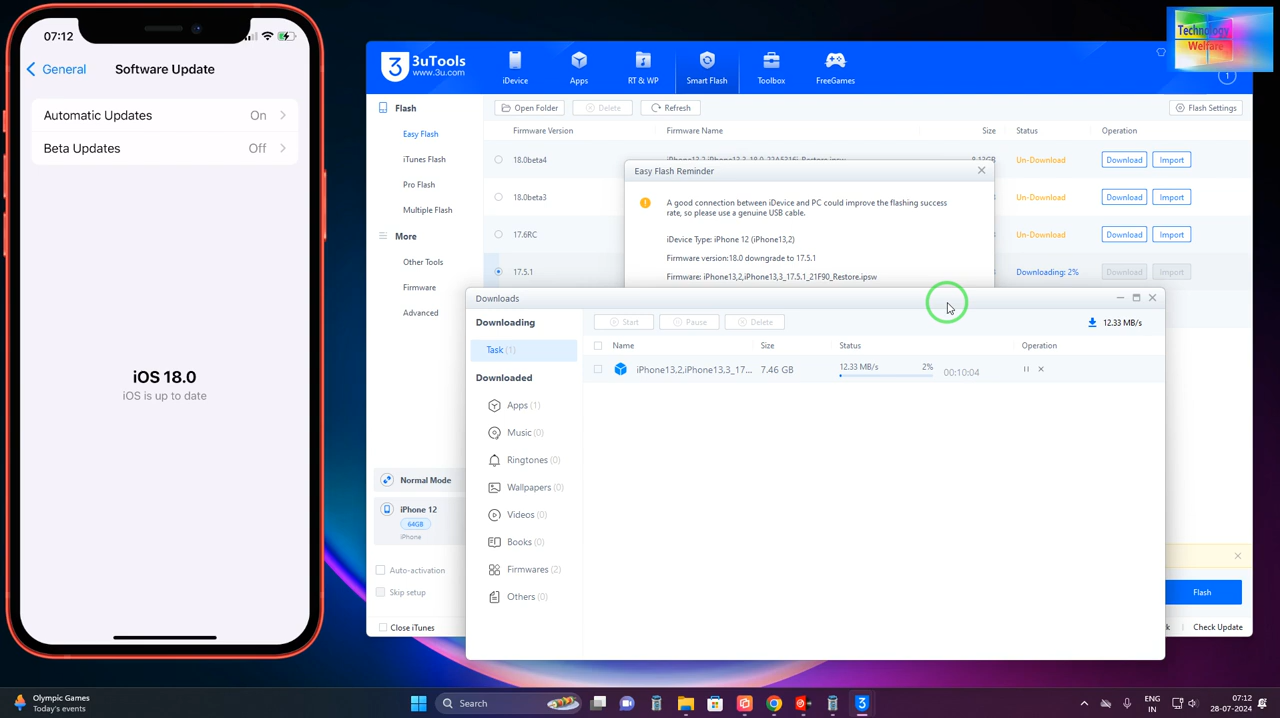 07:12
General
Software Update
Automatic Updates On
Beta Updates Off
iOS 18.0
iOS is up to date
Technology
Welfare
3 3uTools
www.3u.com
iDevice Apps RT & WP Smart Flash Toolbox FreeGames
1
Flash
Easy Flash
iTunes Flash
Pro Flash
Multiple Flash
More
Other Tools
Firmware
Advanced
Normal Mode
iPhone 12
64GB
iPhone
Auto-activation
Skip setup
Close iTunes
Open Folder Delete Refresh Flash Settings
Firmware Version Firmware Name Size Status Operation
18.0beta4 Un-Download Download Import
18.0beta3 Un-Download Download Import
17.6RC Un-Download Download Import
17.5.1 Downloading: 2% Download Import
Easy Flash Reminder
A good connection between iDevice and PC could improve the flashing success
rate, so please use a genuine USB cable.
iDevice Type: iPhone 12 (iPhone13,2)
Firmware version:18.0 downgrade to 17.5.1
Firmware: iPhone13,2,iPhone13,3_17.5.1_21F90_Restore.ipsw
Downloads
Downloading
Task (1)
Downloaded
Apps (1)
Music (0)
Ringtones (0)
Wallpapers (0)
Videos (0)
Books (0)
Firmwares (2)
Others (0)
Start Pause Delete 12.33 MB/s
Name Size Status Operation
iPhone13,2,iPhone13,3_17... 7.46 GB 12.33 MB/s 2% 00:10:04
Flash
Check Update
Olympic Games
Today's events
Search
3
ENG
IN
07:12
28-07-2024